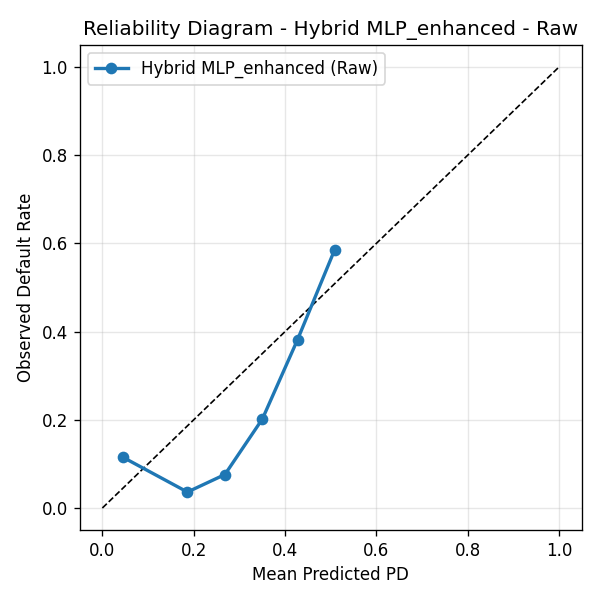 Reliability Diagram - Hybrid MLP_enhanced - Raw
Hybrid MLP_enhanced (Raw)
Observed Default Rate
1.0
0.8
0.6
0.4
0.2
0.0
0.0 0.2 0.4 0.6 0.8 1.0
Mean Predicted PD